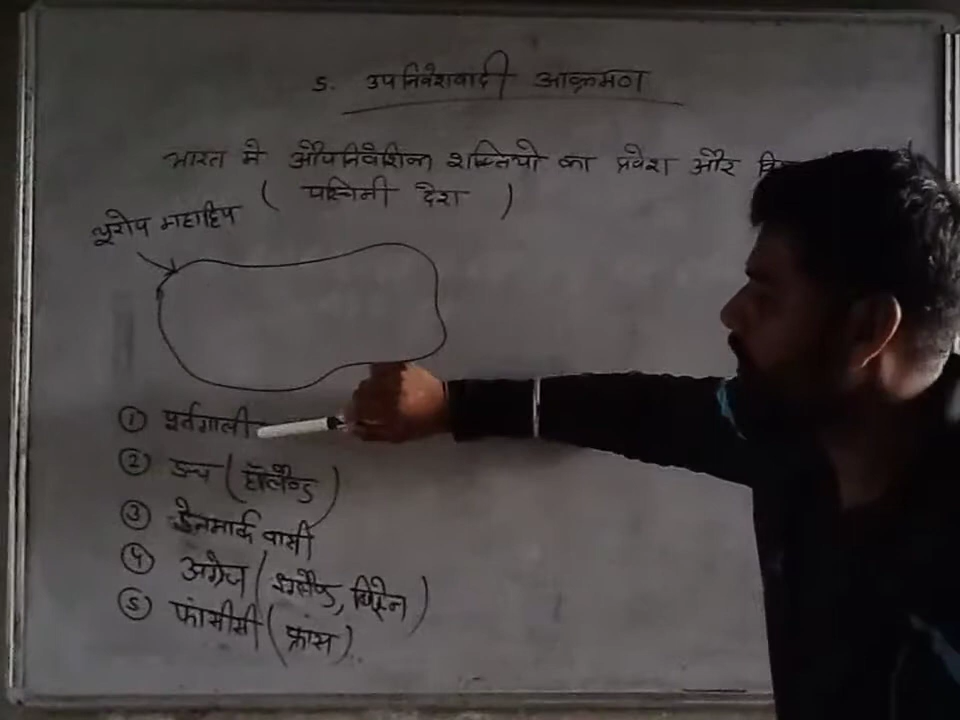 5. उपनिवेशवादी आक्रमण
भारत मे औपनिवेशिक शक्तियो का प्रवेश और
( पश्चिमी देश )
यूरोप महाद्विप
① पुर्तगाली
② डच ( हॉलैण्ड )
③ डेनमार्क वासी
④ अग्रेज ( इंग्लैण्ड, ब्रिटेन )
⑤ फांसीसी ( फ्रांस )